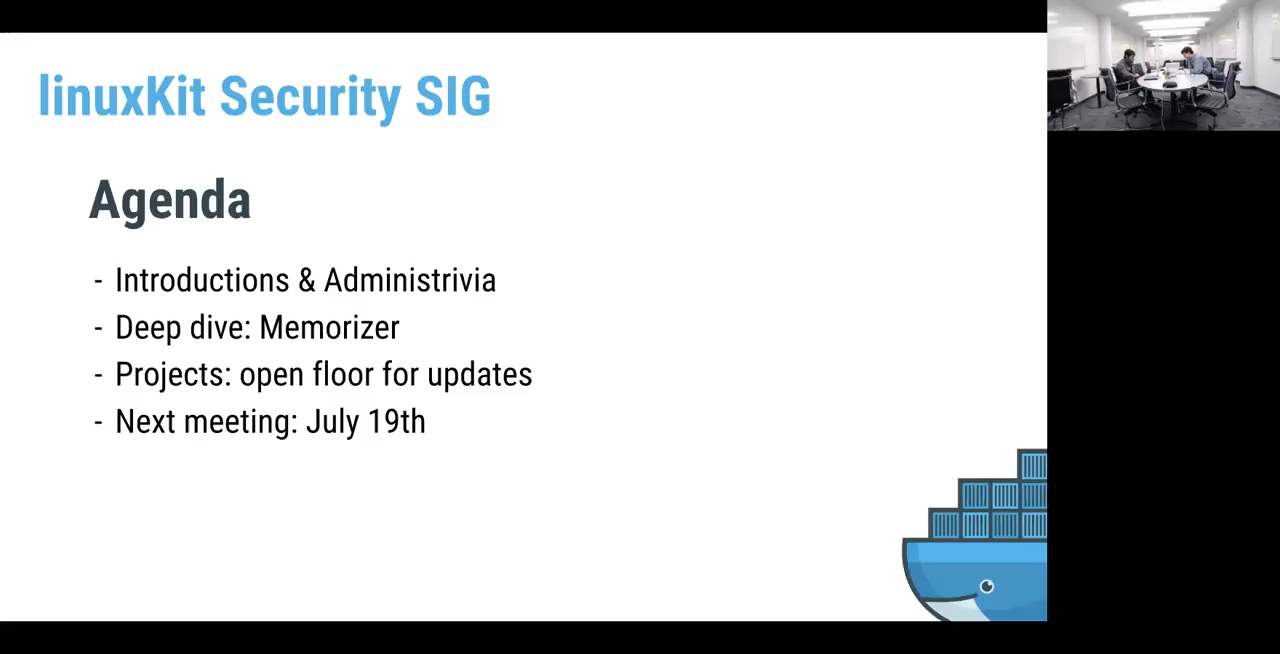 linuxKit Security SIG
Agenda
- Introductions & Administrivia
- Deep dive: Memorizer
- Projects: open floor for updates
- Next meeting: July 19th